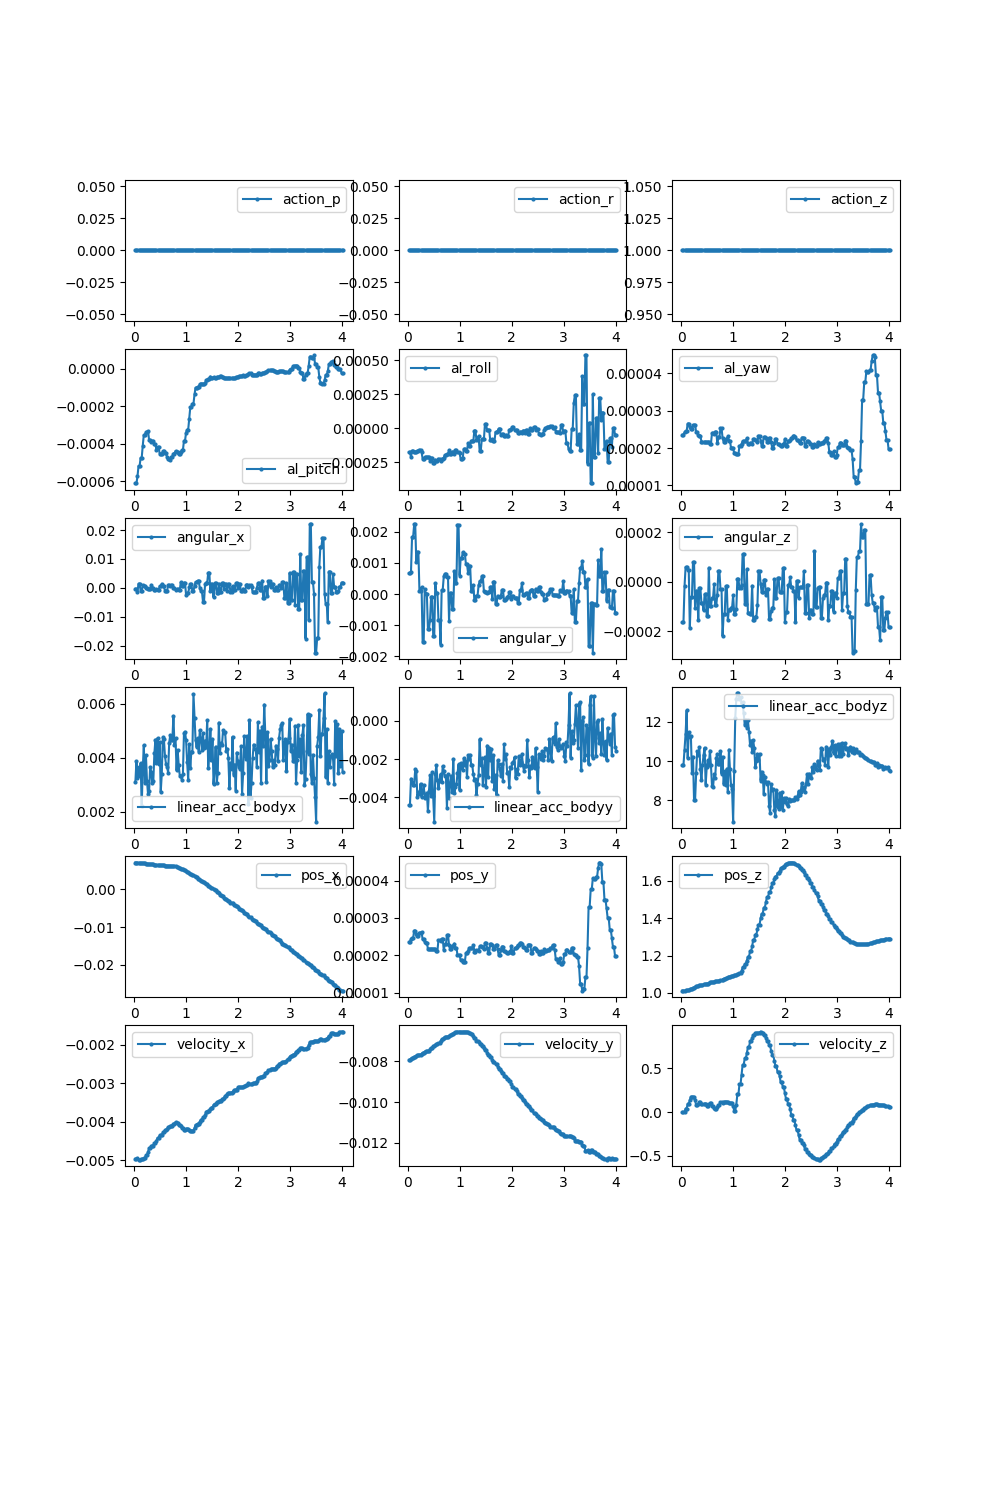 0.050 0.025 0.000 −0.025 −0.050 action_p 0 1 2 3 4
0.050 0.025 0.000 −0.025 −0.050 action_r 0 1 2 3 4
1.050 1.025 1.000 0.975 0.950 action_z 0 1 2 3 4
0.0000 −0.0002 −0.0004 −0.0006 al_pitch 0 1 2 3 4
0.00050 0.00025 0.00000 −0.00025 al_roll 0 1 2 3 4
0.00004 0.00003 0.00002 0.00001 al_yaw 0 1 2 3 4
0.02 0.01 0.00 −0.01 −0.02 angular_x 0 1 2 3 4
0.002 0.001 0.000 −0.001 −0.002 angular_y 0 1 2 3 4
0.0002 0.0000 −0.0002 angular_z 0 1 2 3 4
0.006 0.004 0.002 linear_acc_bodyx 0 1 2 3 4
0.000 −0.002 −0.004 linear_acc_bodyy 0 1 2 3 4
12 10 8 linear_acc_bodyz 0 1 2 3 4
0.00 −0.01 −0.02 pos_x 0 1 2 3 4
0.00004 0.00003 0.00002 0.00001 pos_y 0 1 2 3 4
1.6 1.4 1.2 1.0 pos_z 0 1 2 3 4
−0.002 −0.003 −0.004 −0.005 velocity_x 0 1 2 3 4
−0.008 −0.010 −0.012 velocity_y 0 1 2 3 4
0.5 0.0 −0.5 velocity_z 0 1 2 3 4